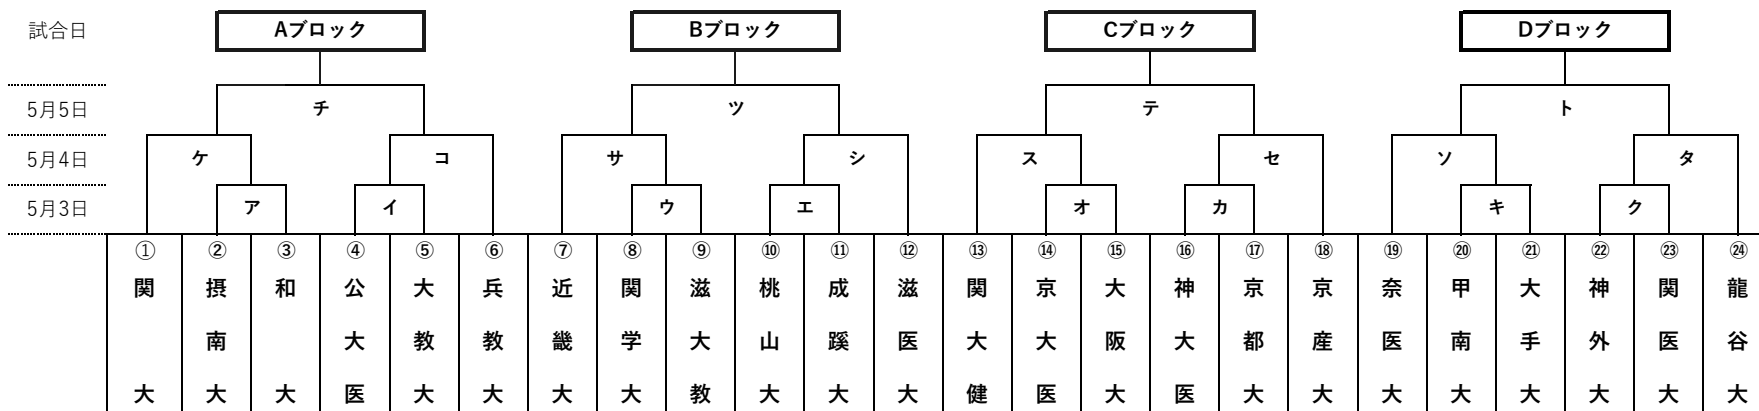 試合日 Aブロック Bブロック Cブロック Dブロック
5月5日 チ ツ テ ト
5月4日 ケ コ サ シ ス セ ソ タ
5月3日 ア イ ウ エ オ カ キ ク
① ② ③ ④ ⑤ ⑥ ⑦ ⑧ ⑨ ⑩ ⑪ ⑫ ⑬ ⑭ ⑮ ⑯ ⑰ ⑱ ⑲ ⑳ ㉑ ㉒ ㉓ ㉔
関大
摂南大
和大
公大医
大教大
兵教大
近畿大
関学大
滋大教
桃山大
成蹊大
滋医大
関大健
京大医
大阪大
神大医
京都大
京産大
奈医大
甲南大
大手大
神外大
関医大
龍谷大